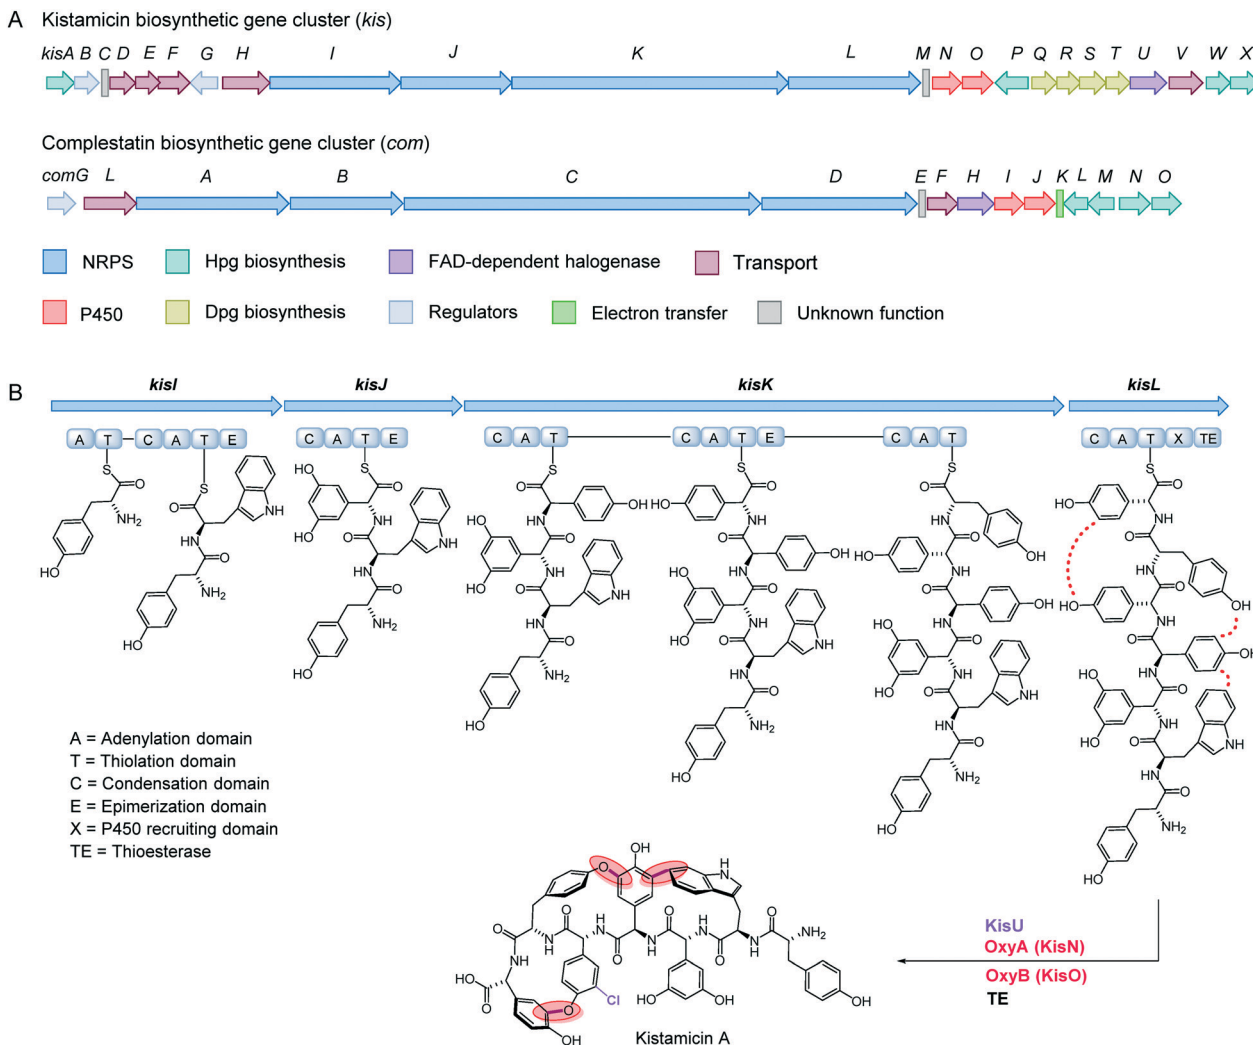 A
Kistamicin biosynthetic gene cluster (kis)
kisA B C D E F G H I J K L M N O P Q R S T U V W X
Complestatin biosynthetic gene cluster (com)
comG L A B C D E F H I J K L M N O
NRPS Hpg biosynthesis FAD-dependent halogenase Transport
P450 Dpg biosynthesis Regulators Electron transfer Unknown function
B
kisI kisJ kisK kisL
A T C A T E C A T E C A T C A T E C A T C A T X TE
A = Adenylation domain
T = Thiolation domain
C = Condensation domain
E = Epimerization domain
X = P450 recruiting domain
TE = Thioesterase
KisU
OxyA (KisN)
OxyB (KisO)
TE
Cl
Kistamicin A